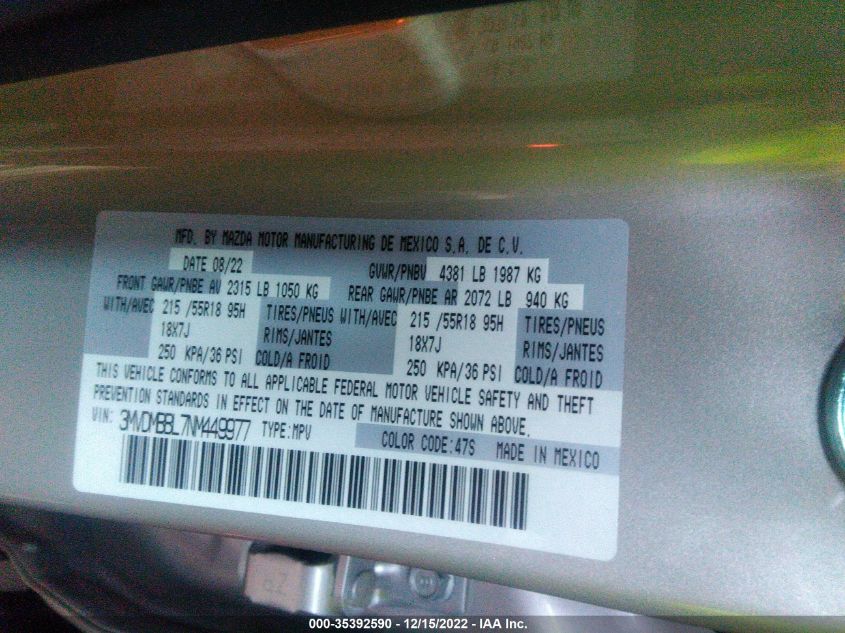 MFD. BY MAZDA MOTOR MANUFACTURING DE MEXICO S.A. DE C.V.
DATE 08/22 GVWR/PNBV 4381 LB 1987 KG
FRONT GAWR/PNBE AV 2315 LB 1050 KG REAR GAWR/PNBE AR 2072 LB 940 KG
WITH/AVEC 215 /55R18 95H TIRES/PNEUS WITH/AVEC 215 /55R18 95H TIRES/PNEUS
18X7J RIMS/JANTES 18X7J RIMS/JANTES
250 KPA/36 PSI COLD/A FROID 250 KPA/36 PSI COLD/A FROID
THIS VEHICLE CONFORMS TO ALL APPLICABLE FEDERAL MOTOR VEHICLE SAFETY AND THEFT
PREVENTION STANDARDS IN EFFECT ON THE DATE OF MANUFACTURE SHOWN ABOVE.
VIN: 3MVDMBBL7NM449977 TYPE:MPV
COLOR CODE:47S MADE IN MEXICO
000-35392590 - 12/15/2022 - IAA Inc.